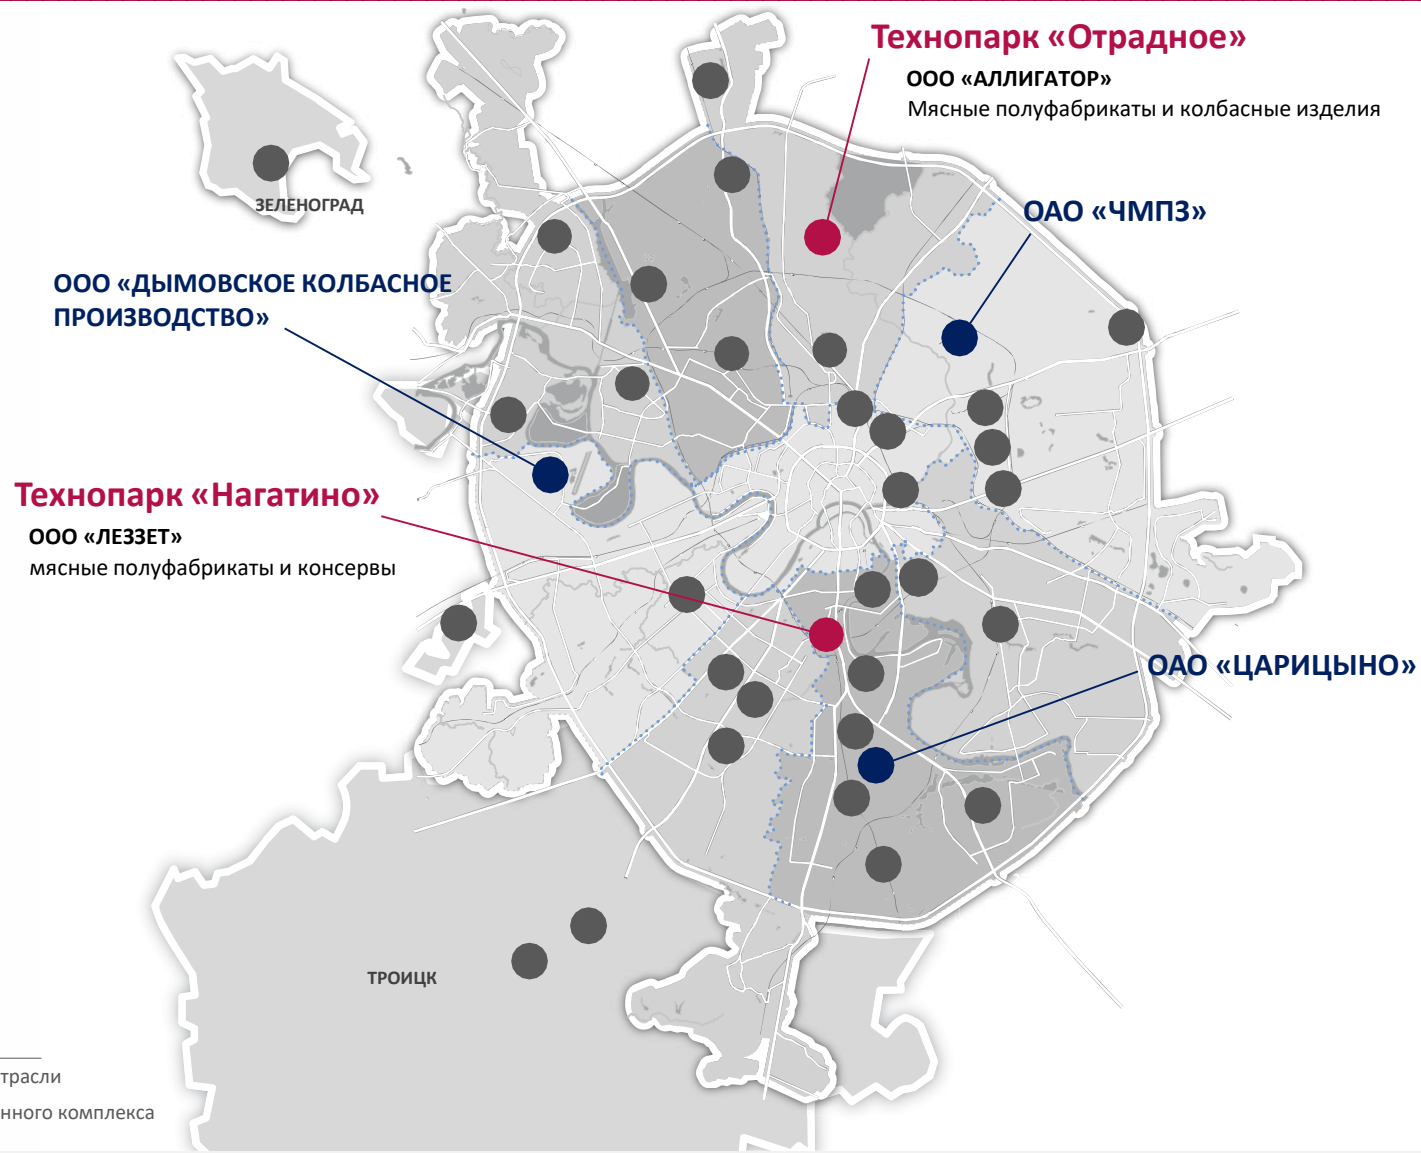 Технопарк «Отрадное»
ООО «АЛЛИГАТОР»
Мясные полуфабрикаты и колбасные изделия
ЗЕЛЕНОГРАД
ОАО «ЧМПЗ»
ООО «ДЫМОВСКОЕ КОЛБАСНОЕ
ПРОИЗВОДСТВО»
Технопарк «Нагатино»
ООО «ЛЕЗЗЕТ»
мясные полуфабрикаты и консервы
ОАО «ЦАРИЦЫНО»
ТРОИЦК
трасли
нного комплекса